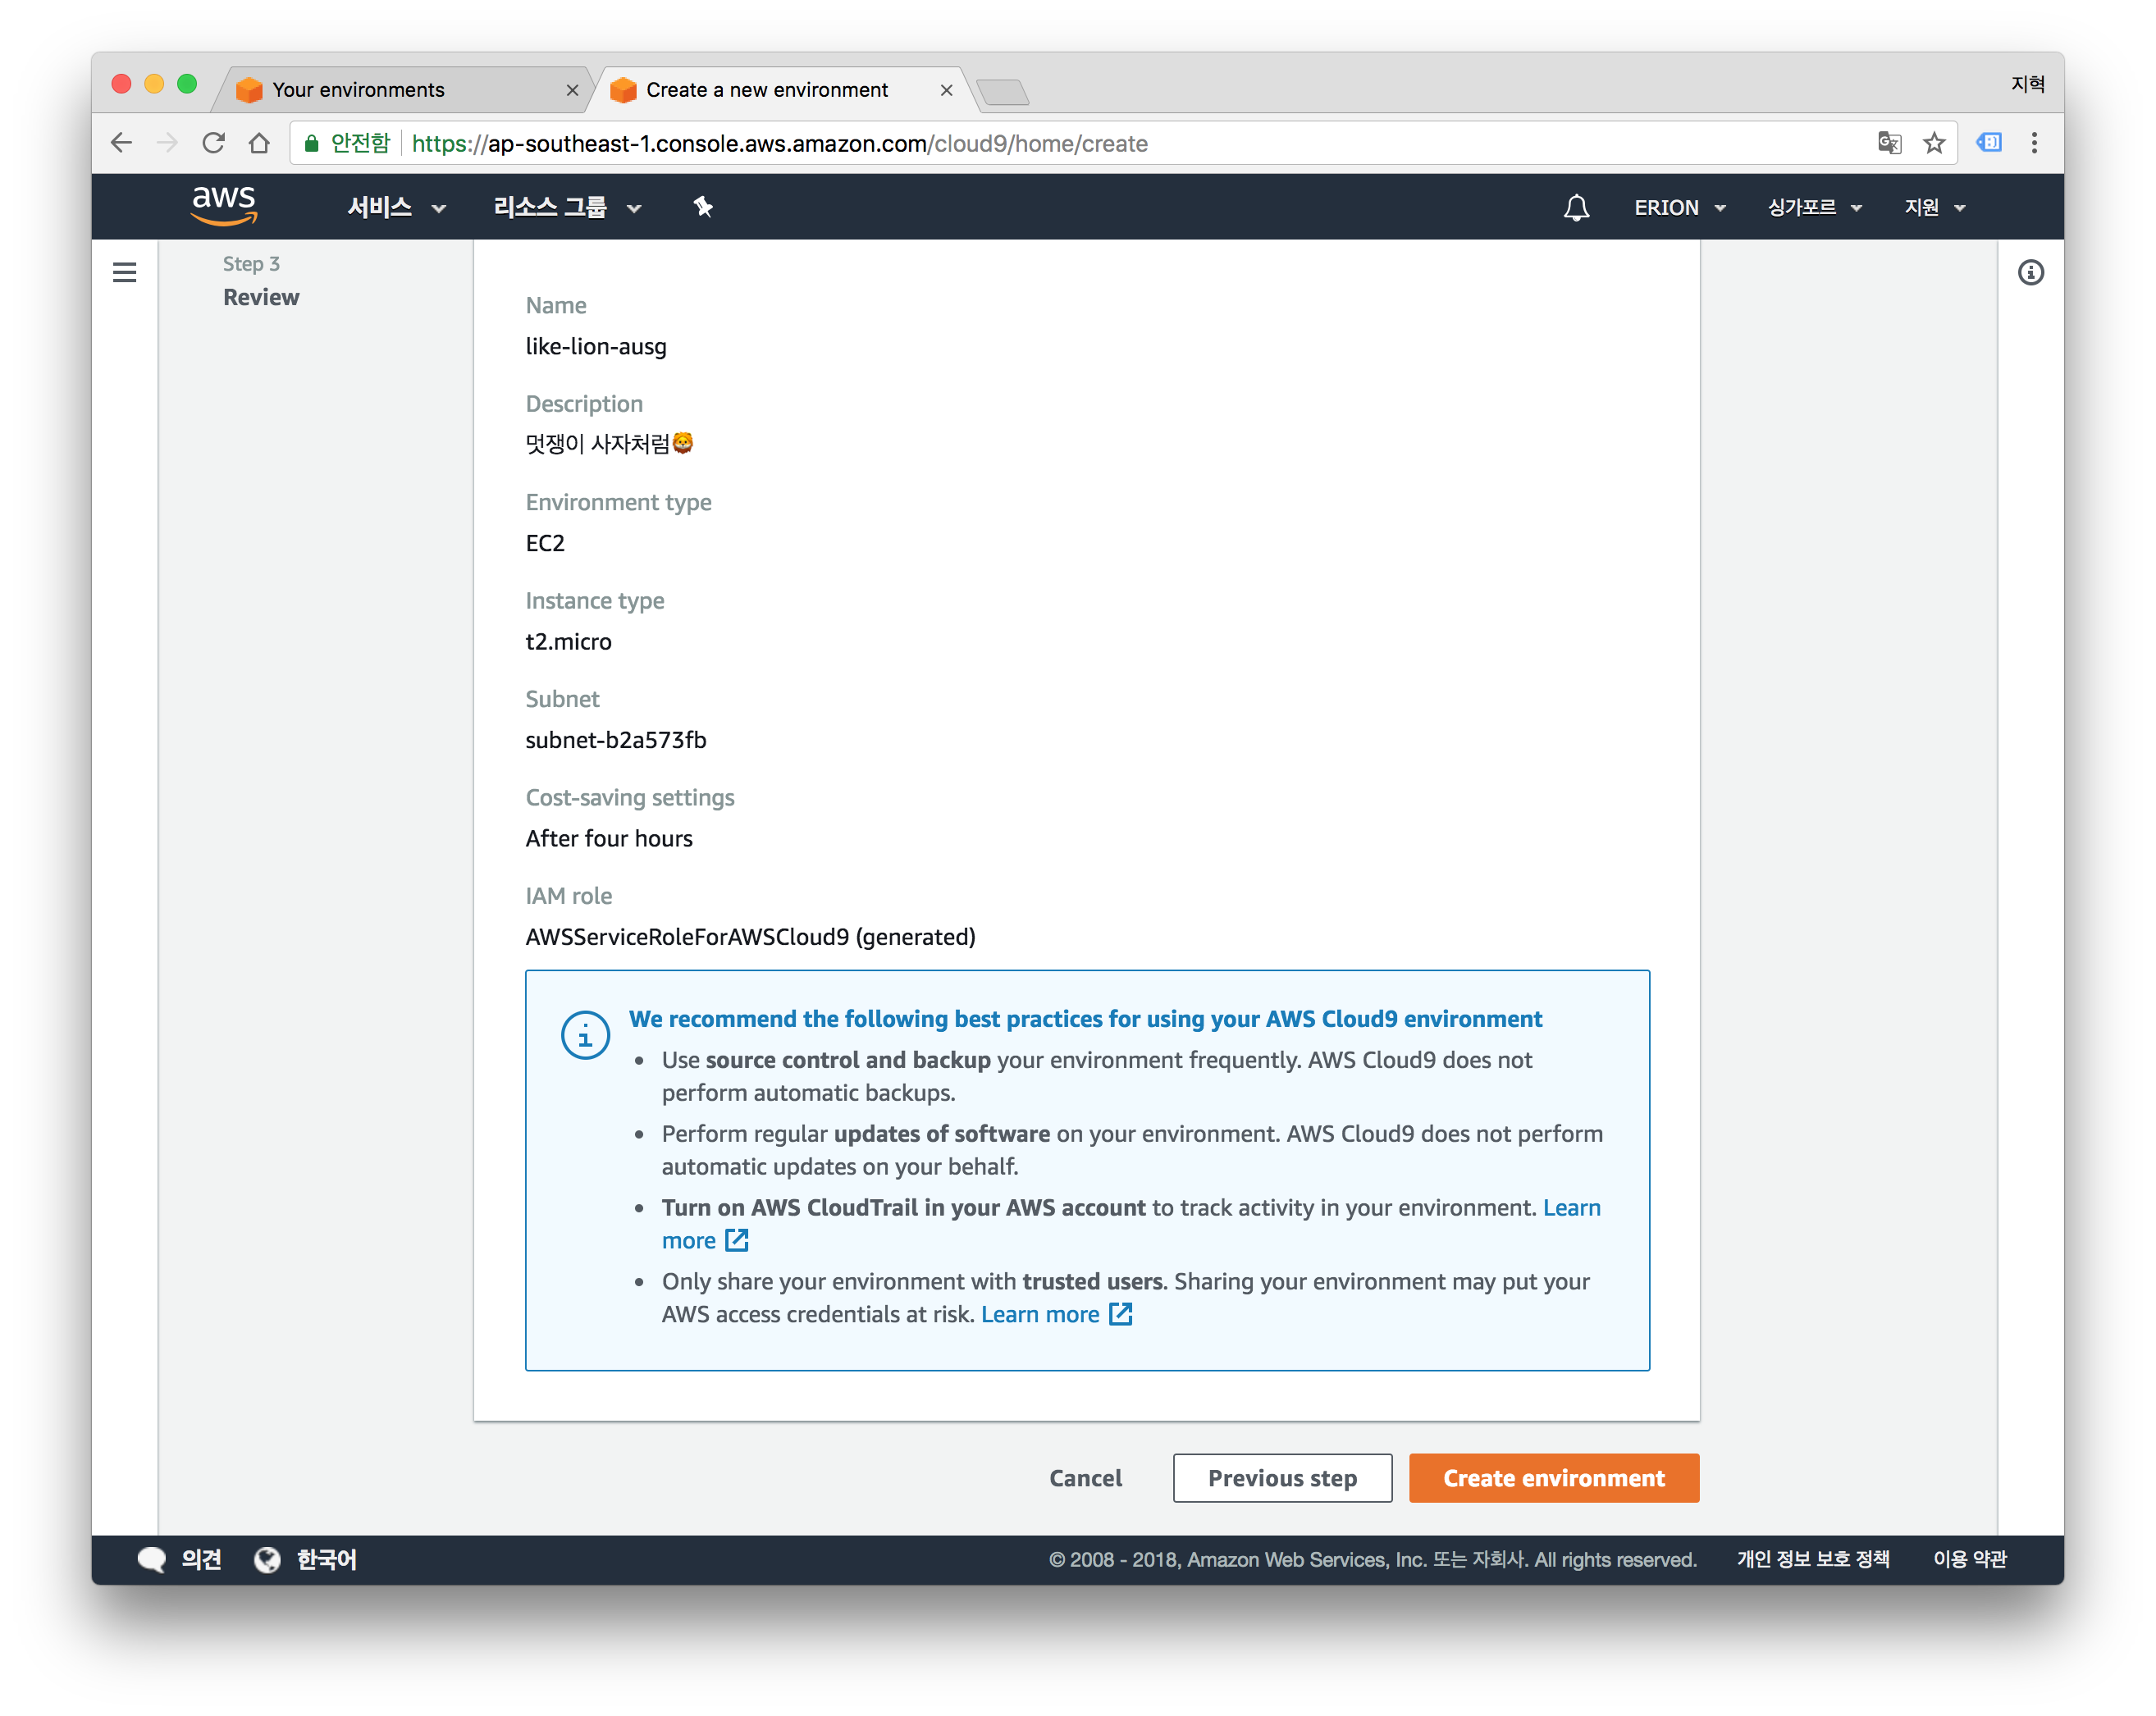 Your environments
Create a new environment
지혁
안전함 https://ap-southeast-1.console.aws.amazon.com/cloud9/home/create
aws 서비스 리소스 그룹 ERION 싱가포르 지원
Step 3
Review
Name
like-lion-ausg
Description
멋쟁이 사자처럼🦁
Environment type
EC2
Instance type
t2.micro
Subnet
subnet-b2a573fb
Cost-saving settings
After four hours
IAM role
AWSServiceRoleForAWSCloud9 (generated)
We recommend the following best practices for using your AWS Cloud9 environment
• Use source control and backup your environment frequently. AWS Cloud9 does not
perform automatic backups.
• Perform regular updates of software on your environment. AWS Cloud9 does not perform
automatic updates on your behalf.
• Turn on AWS CloudTrail in your AWS account to track activity in your environment. Learn
more
• Only share your environment with trusted users. Sharing your environment may put your
AWS access credentials at risk. Learn more
Cancel Previous step Create environment
의견 한국어 © 2008 - 2018, Amazon Web Services, Inc. 또는 자회사. All rights reserved. 개인 정보 보호 정책 이용 약관